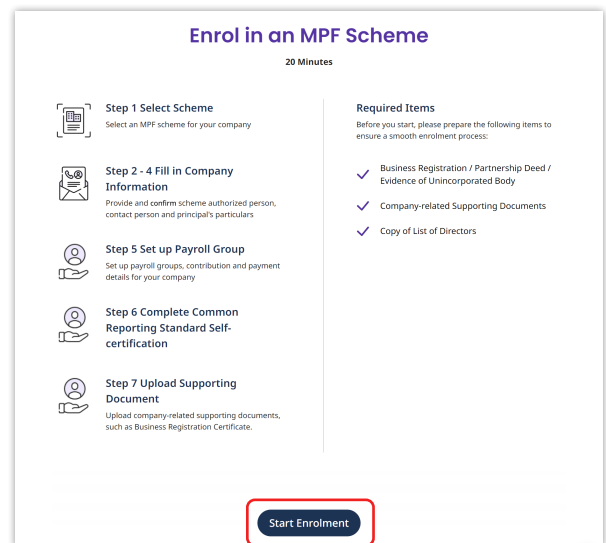 Enrol in an MPF Scheme
20 Minutes
Step 1 Select Scheme
Select an MPF scheme for your company
Step 2 - 4 Fill in Company
Information
Provide and confirm scheme authorized person,
contact person and principal's particulars
Step 5 Set up Payroll Group
Set up payroll groups, contribution and payment
details for your company
Step 6 Complete Common
Reporting Standard Self-
certification
Step 7 Upload Supporting
Document
Upload company-related supporting documents,
such as Business Registration Certificate.
Required Items
Before you start, please prepare the following items to
ensure a smooth enrolment process:
Business Registration / Partnership Deed /
Evidence of Unincorporated Body
Company-related Supporting Documents
Copy of List of Directors
Start Enrolment